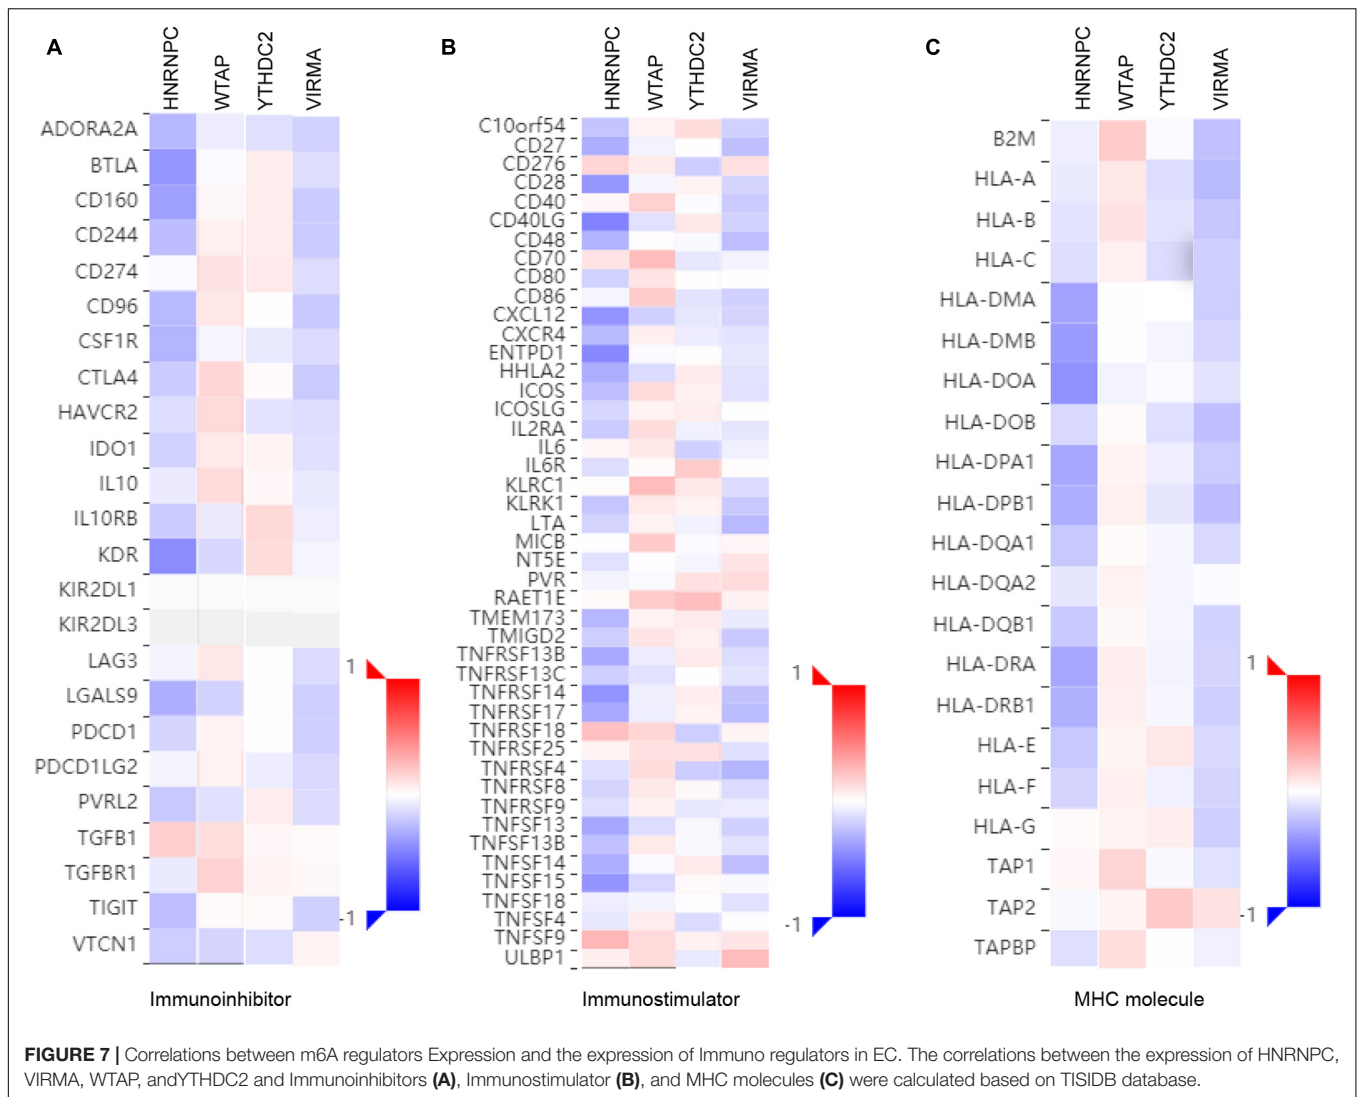 A
HNRNPC
WTAP
YTHDC2
VIRMA
ADORA2A
BTLA
CD160
CD244
CD274
CD96
CSF1R
CTLA4
HAVCR2
IDO1
IL10
IL10RB
KDR
KIR2DL1
KIR2DL3
LAG3
LGALS9
PDCD1
PDCD1LG2
PVRL2
TGFB1
TGFBR1
TIGIT
VTCN1
1
-1
Immunoinhibitor
B
HNRNPC
WTAP
YTHDC2
VIRMA
C10orf54
CD27
CD276
CD28
CD40
CD40LG
CD48
CD70
CD80
CD86
CXCL12
CXCR4
ENTPD1
HHLA2
ICOS
ICOSLG
IL2RA
IL6
IL6R
KLRC1
KLRK1
LTA
MICB
NT5E
PVR
RAET1E
TMEM173
TMIGD2
TNFRSF13B
TNFRSF13C
TNFRSF14
TNFRSF17
TNFRSF18
TNFRSF25
TNFRSF4
TNFRSF8
TNFRSF9
TNFSF13
TNFSF13B
TNFSF14
TNFSF15
TNFSF18
TNFSF4
TNFSF9
ULBP1
1
-1
Immunostimulator
C
HNRNPC
WTAP
YTHDC2
VIRMA
B2M
HLA-A
HLA-B
HLA-C
HLA-DMA
HLA-DMB
HLA-DOA
HLA-DOB
HLA-DPA1
HLA-DPB1
HLA-DQA1
HLA-DQA2
HLA-DQB1
HLA-DRA
HLA-DRB1
HLA-E
HLA-F
HLA-G
TAP1
TAP2
TAPBP
1
-1
MHC molecule
FIGURE 7 | Correlations between m6A regulators Expression and the expression of Immuno regulators in EC. The correlations between the expression of HNRNPC,
VIRMA, WTAP, andYTHDC2 and Immunoinhibitors (A), Immunostimulator (B), and MHC molecules (C) were calculated based on TISIDB database.